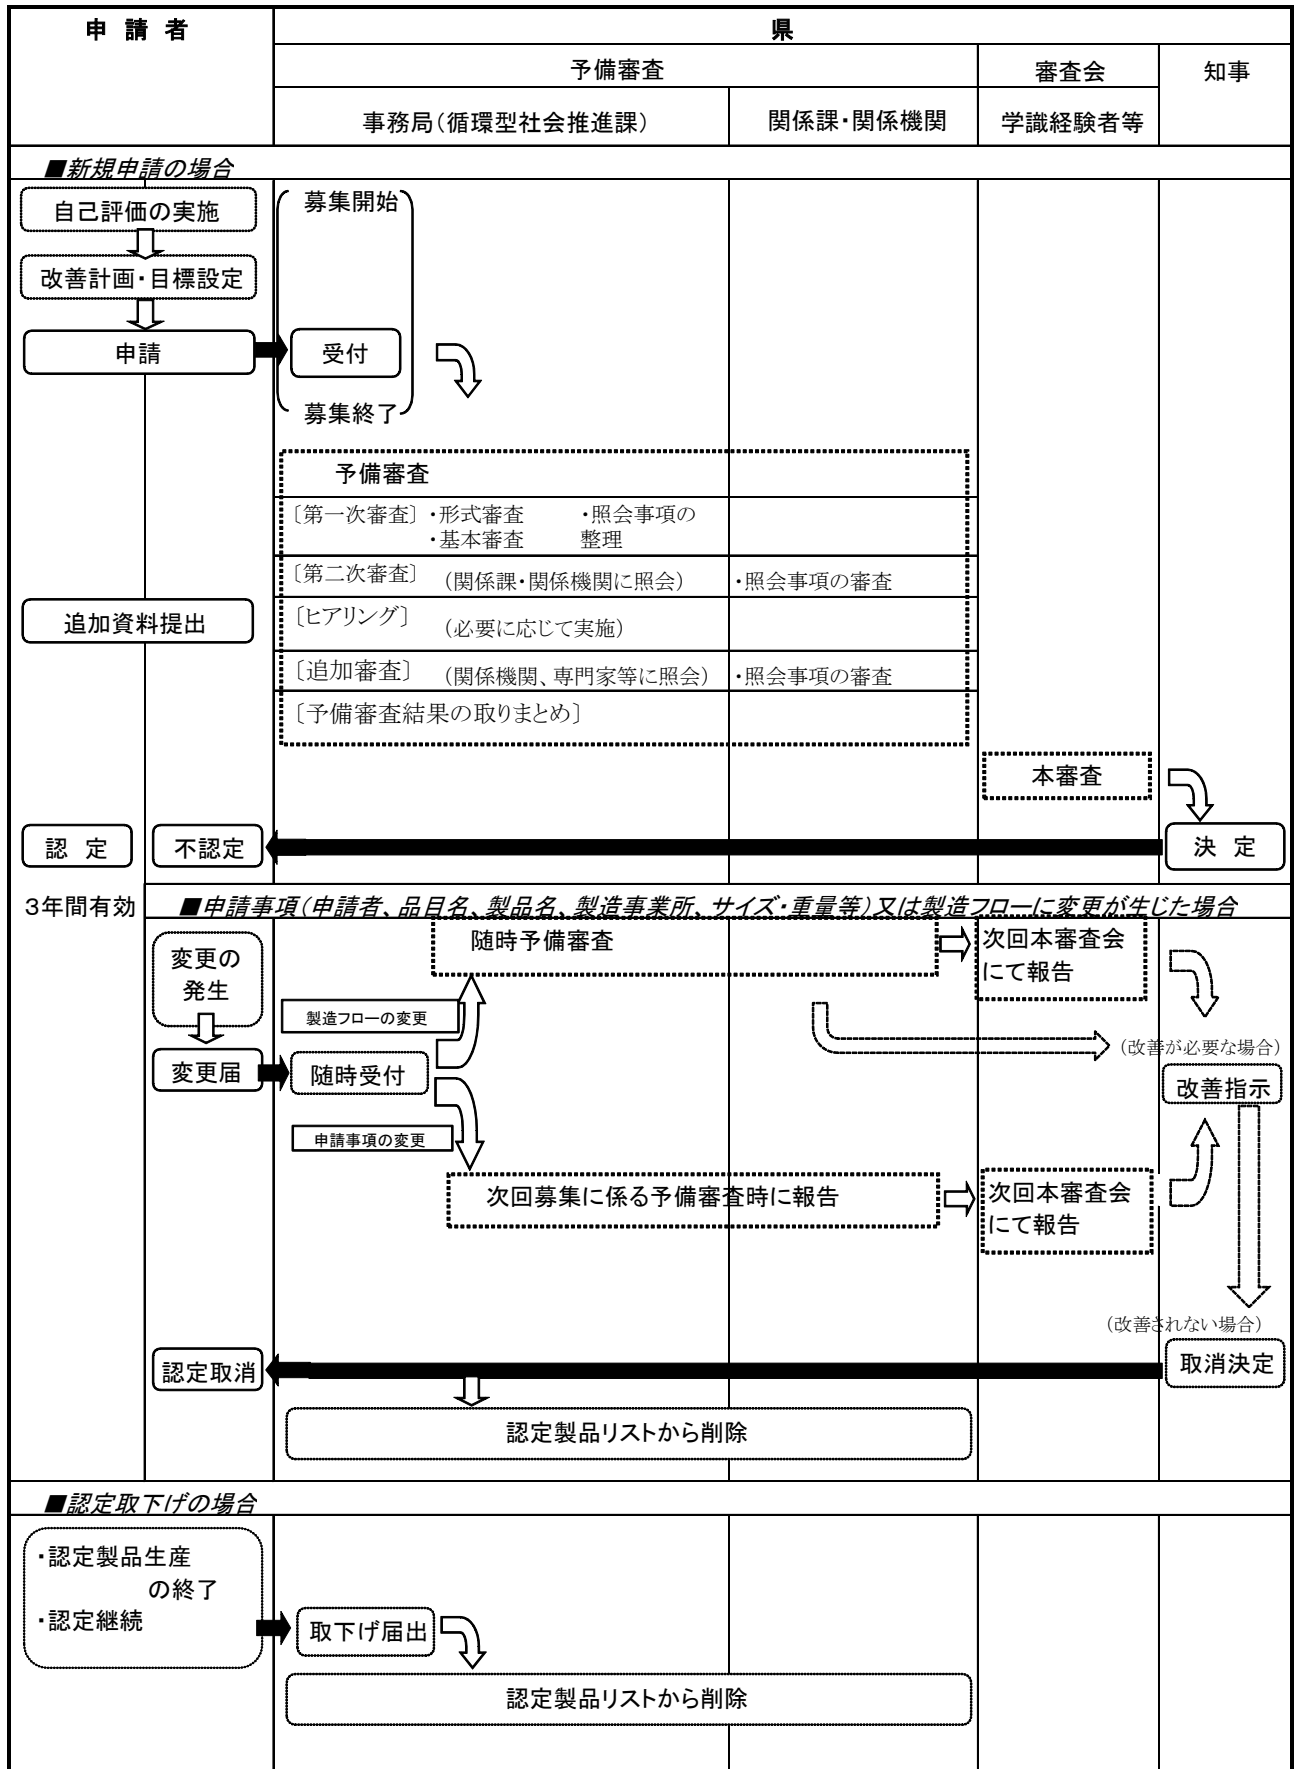 申 請 者
県
予備審査
審査会
知事
事務局(循環型社会推進課)
関係課・関係機関
学識経験者等
■新規申請の場合
自己評価の実施
募集開始
改善計画・目標設定
申請
受付
募集終了
予備審査
〔第一次審査〕・形式審査 ・照会事項の
・基本審査 整理
〔第二次審査〕 (関係課・関係機関に照会)
・照会事項の審査
追加資料提出
〔ヒアリング〕 (必要に応じて実施)
〔追加審査〕 (関係機関、専門家等に照会)
・照会事項の審査
〔予備審査結果の取りまとめ〕
本審査
認 定
不認定
決 定
3年間有効
■申請事項(申請者、品目名、製品名、製造事業所、サイズ・重量等)又は製造フローに変更が生じた場合
変更の
発生
随時予備審査
次回本審査会
にて報告
製造フローの変更
(改善が必要な場合)
変更届
随時受付
改善指示
申請事項の変更
次回募集に係る予備審査時に報告
次回本審査会
にて報告
(改善されない場合)
認定取消
取消決定
認定製品リストから削除
■認定取下げの場合
・認定製品生産
の終了
・認定継続
取下げ届出
認定製品リストから削除